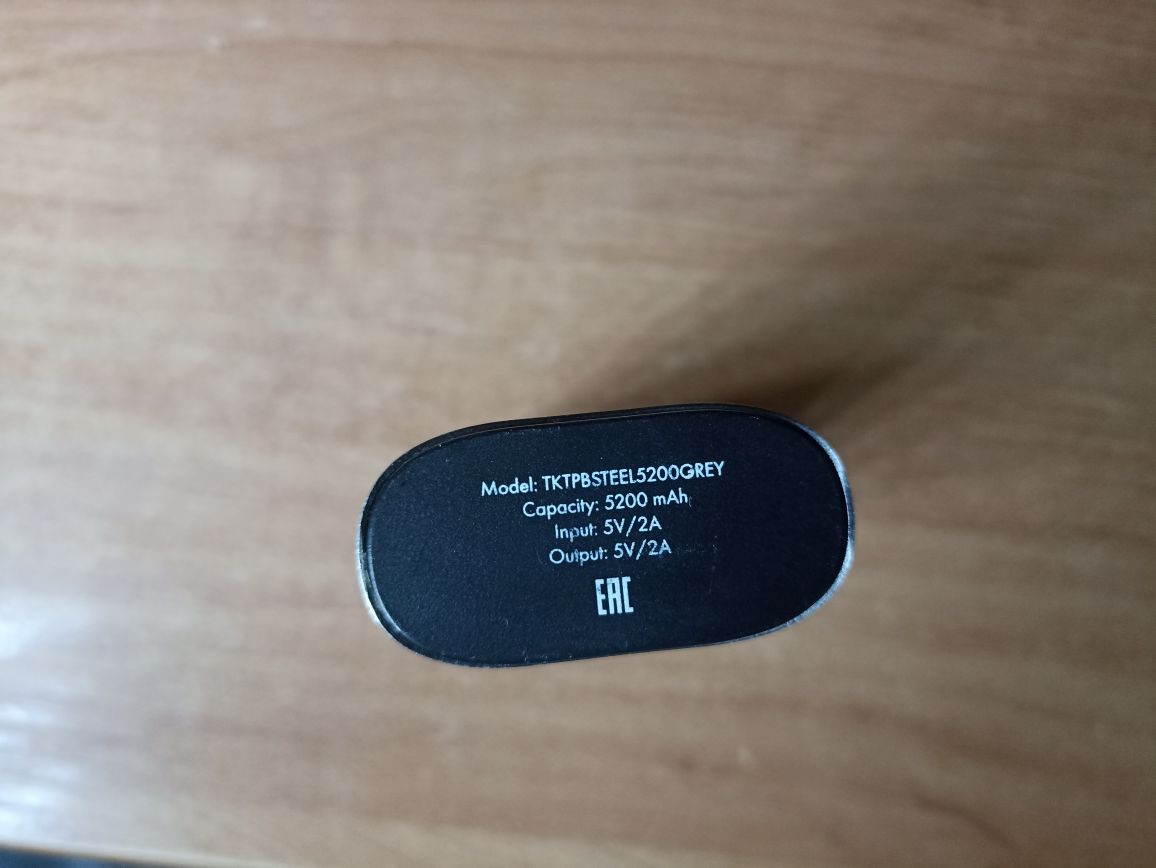 Model: TKTPBSTEEL5200GREY
Capacity: 5200 mAh
Input: 5V/2A
Output: 5V/2A
EAC